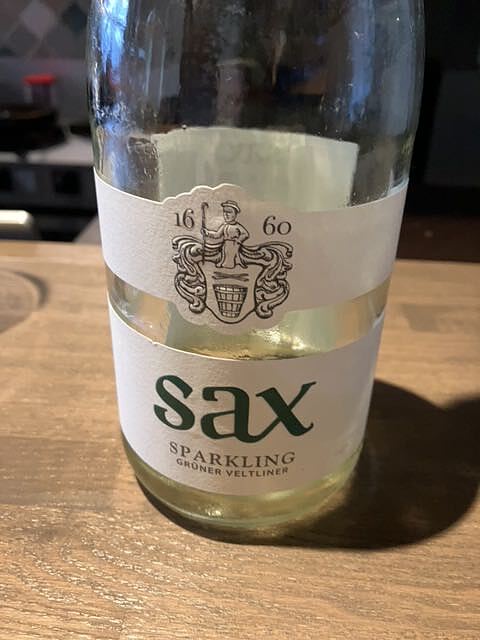 16 60
sax
SPARKLING
GRÜNER VELTLINER